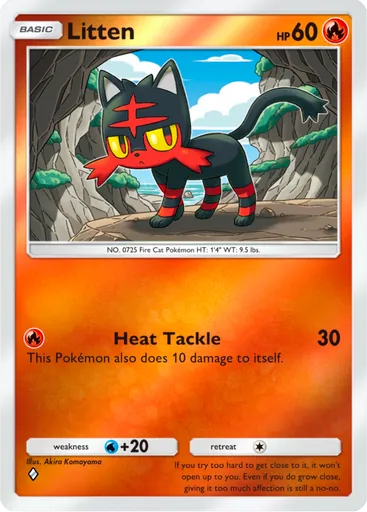 BASIC Litten HP 60
NO. 0725 Fire Cat Pokémon HT: 1'4" WT: 9.5 lbs.
Heat Tackle 30
This Pokémon also does 10 damage to itself.
weakness +20 retreat
Illus. Akira Komayama
If you try too hard to get close to it, it won't
open up to you. Even if you do grow close,
giving it too much affection is still a no-no.